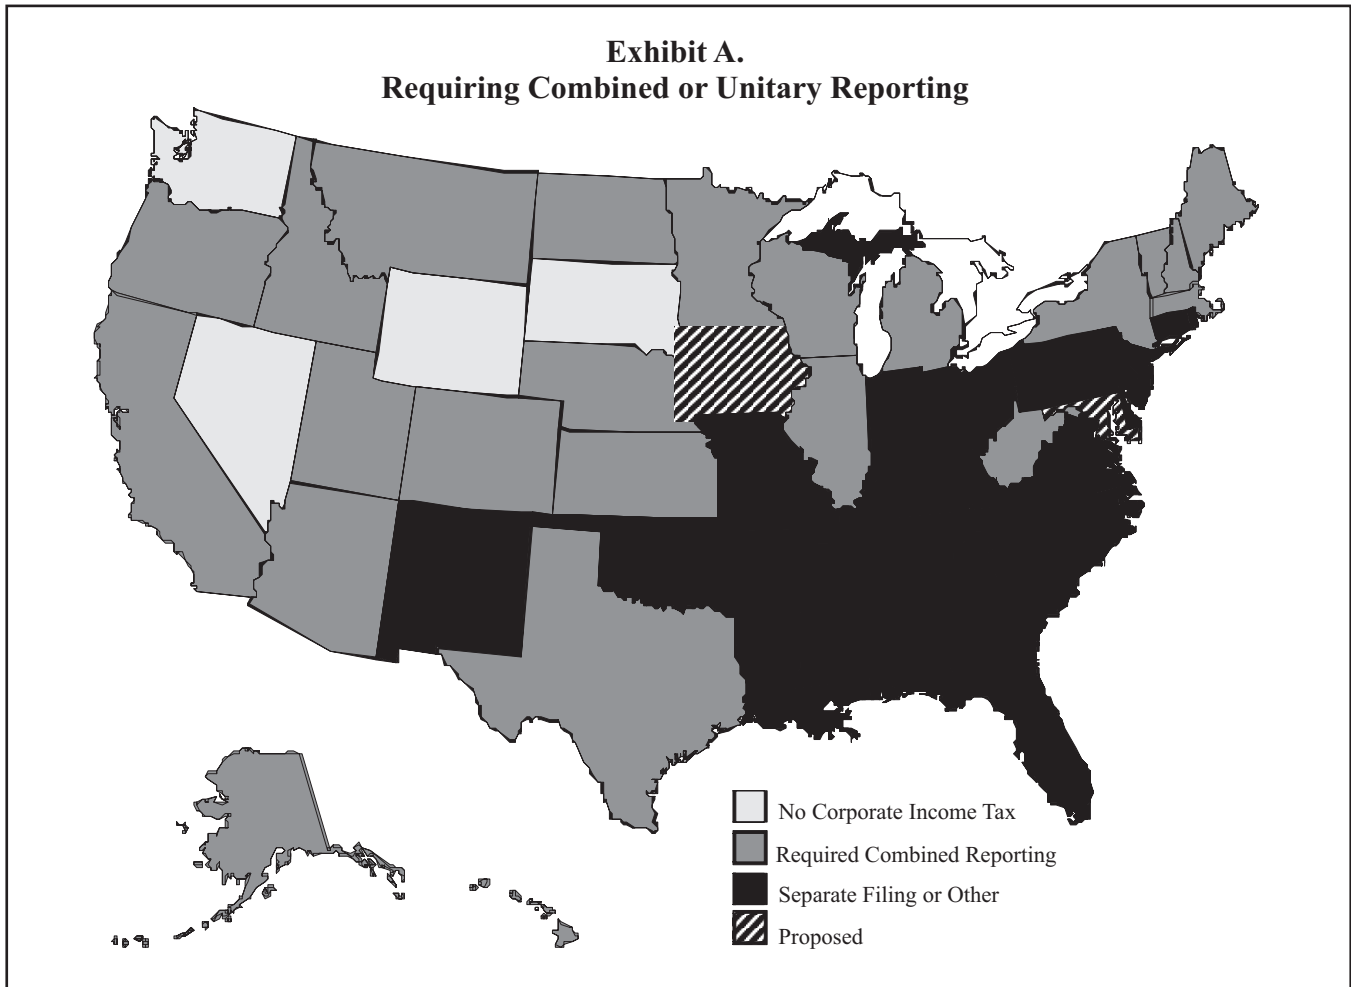 Exhibit A.
Requiring Combined or Unitary Reporting
No Corporate Income Tax
Required Combined Reporting
Separate Filing or Other
Proposed